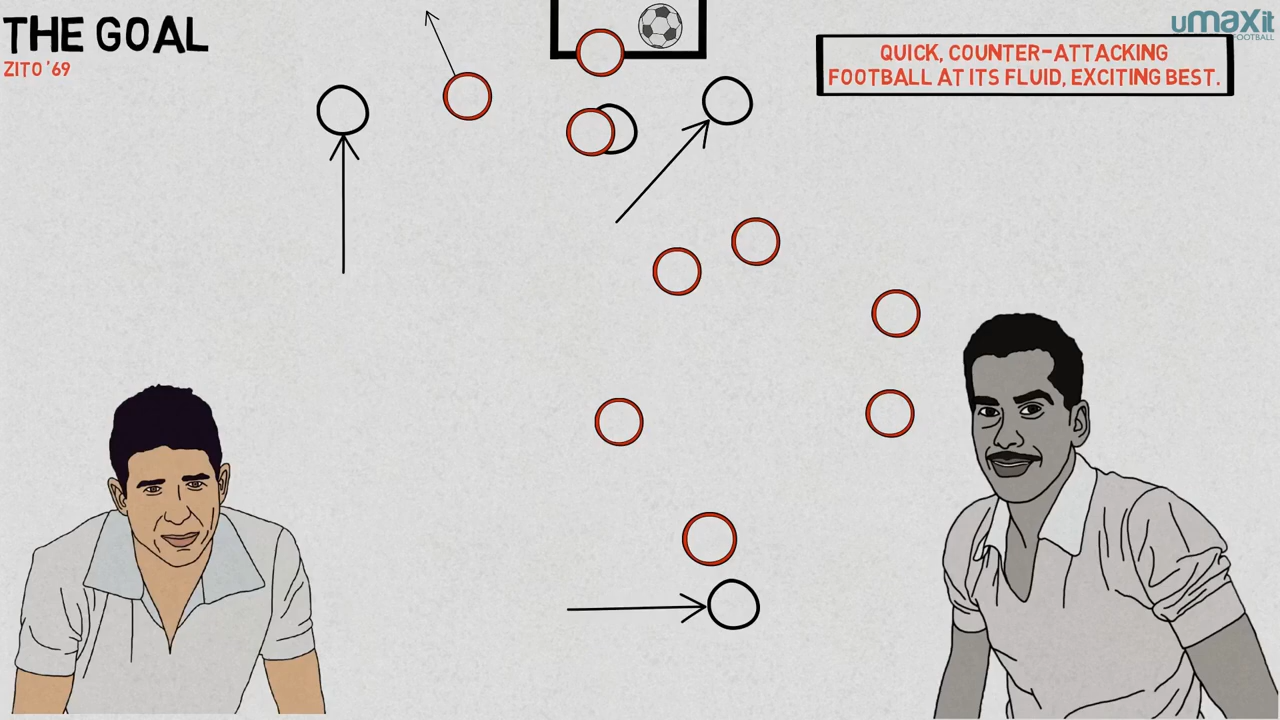 THE GOAL
ZITO '69
umaxit
FOOTBALL
QUICK, COUNTER-ATTACKING
FOOTBALL AT ITS FLUID, EXCITING BEST.